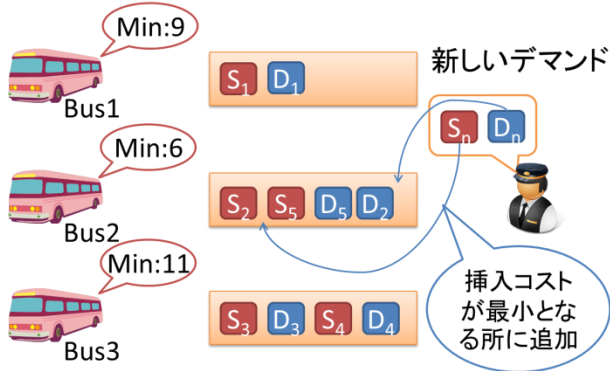 Min:9
Bus1
S1 D1
新しいデマンド
Sn Dn
Min:6
Bus2
S2 S5 D5 D2
Min:11
Bus3
S3 D3 S4 D4
挿入コスト
が最小とな
る所に追加